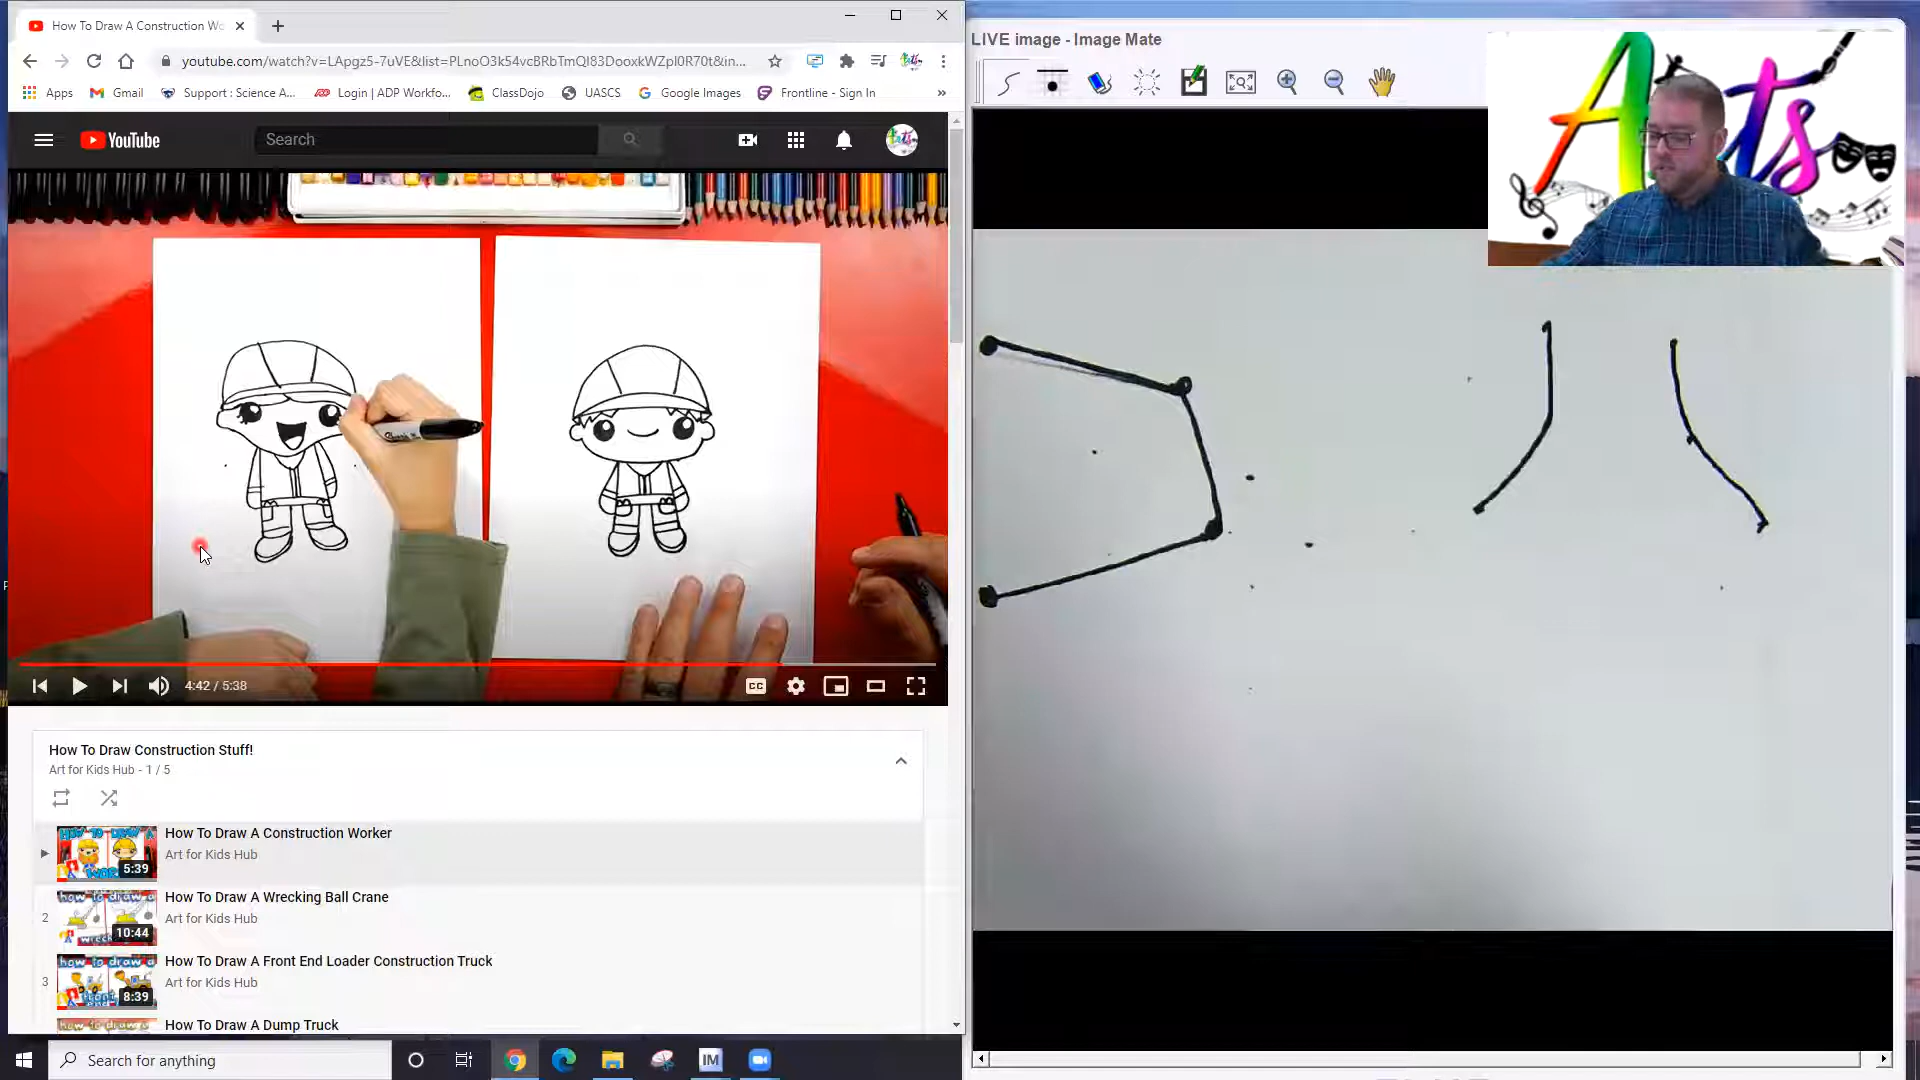 How To Draw A Construction Wo
LIVE image - Image Mate
youtube.com/watch?v=LApgz5-7uVE&list=PLnoO3k54vcBRbTmQI83DooxkWZpl0R70t&in...
Apps
Gmail
Support : Science A...
Login | ADP Workfo...
ClassDojo
UASCS
Google Images
Frontline - Sign In
»
YouTube
Search
Arts
4:42 / 5:38
CC
How To Draw Construction Stuff!
Art for Kids Hub - 1 / 5
How To Draw A Construction Worker
Art for Kids Hub
5:39
2
How To Draw A Wrecking Ball Crane
Art for Kids Hub
10:44
3
How To Draw A Front End Loader Construction Truck
Art for Kids Hub
8:39
How To Draw A Dump Truck
Search for anything
IM